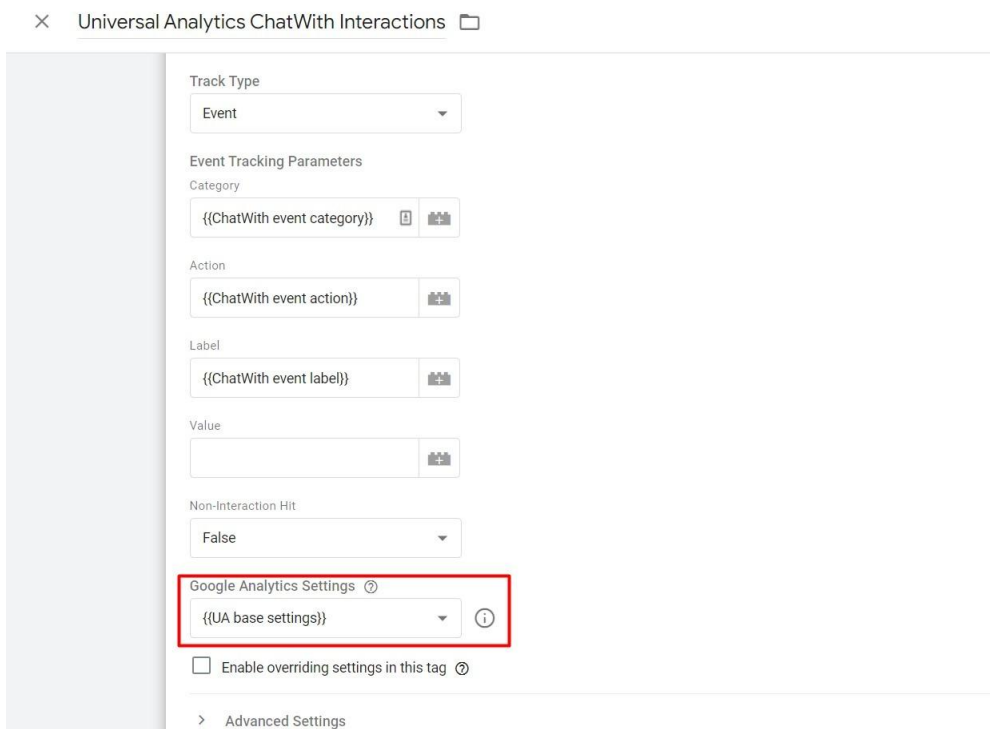 Universal Analytics ChatWith Interactions
Track Type
Event
Event Tracking Parameters
Category
{{ChatWith event category}}
Action
{{ChatWith event action}}
Label
{{ChatWith event label}}
Value
Non-Interaction Hit
False
Google Analytics Settings
{{UA base settings}}
Enable overriding settings in this tag
Advanced Settings